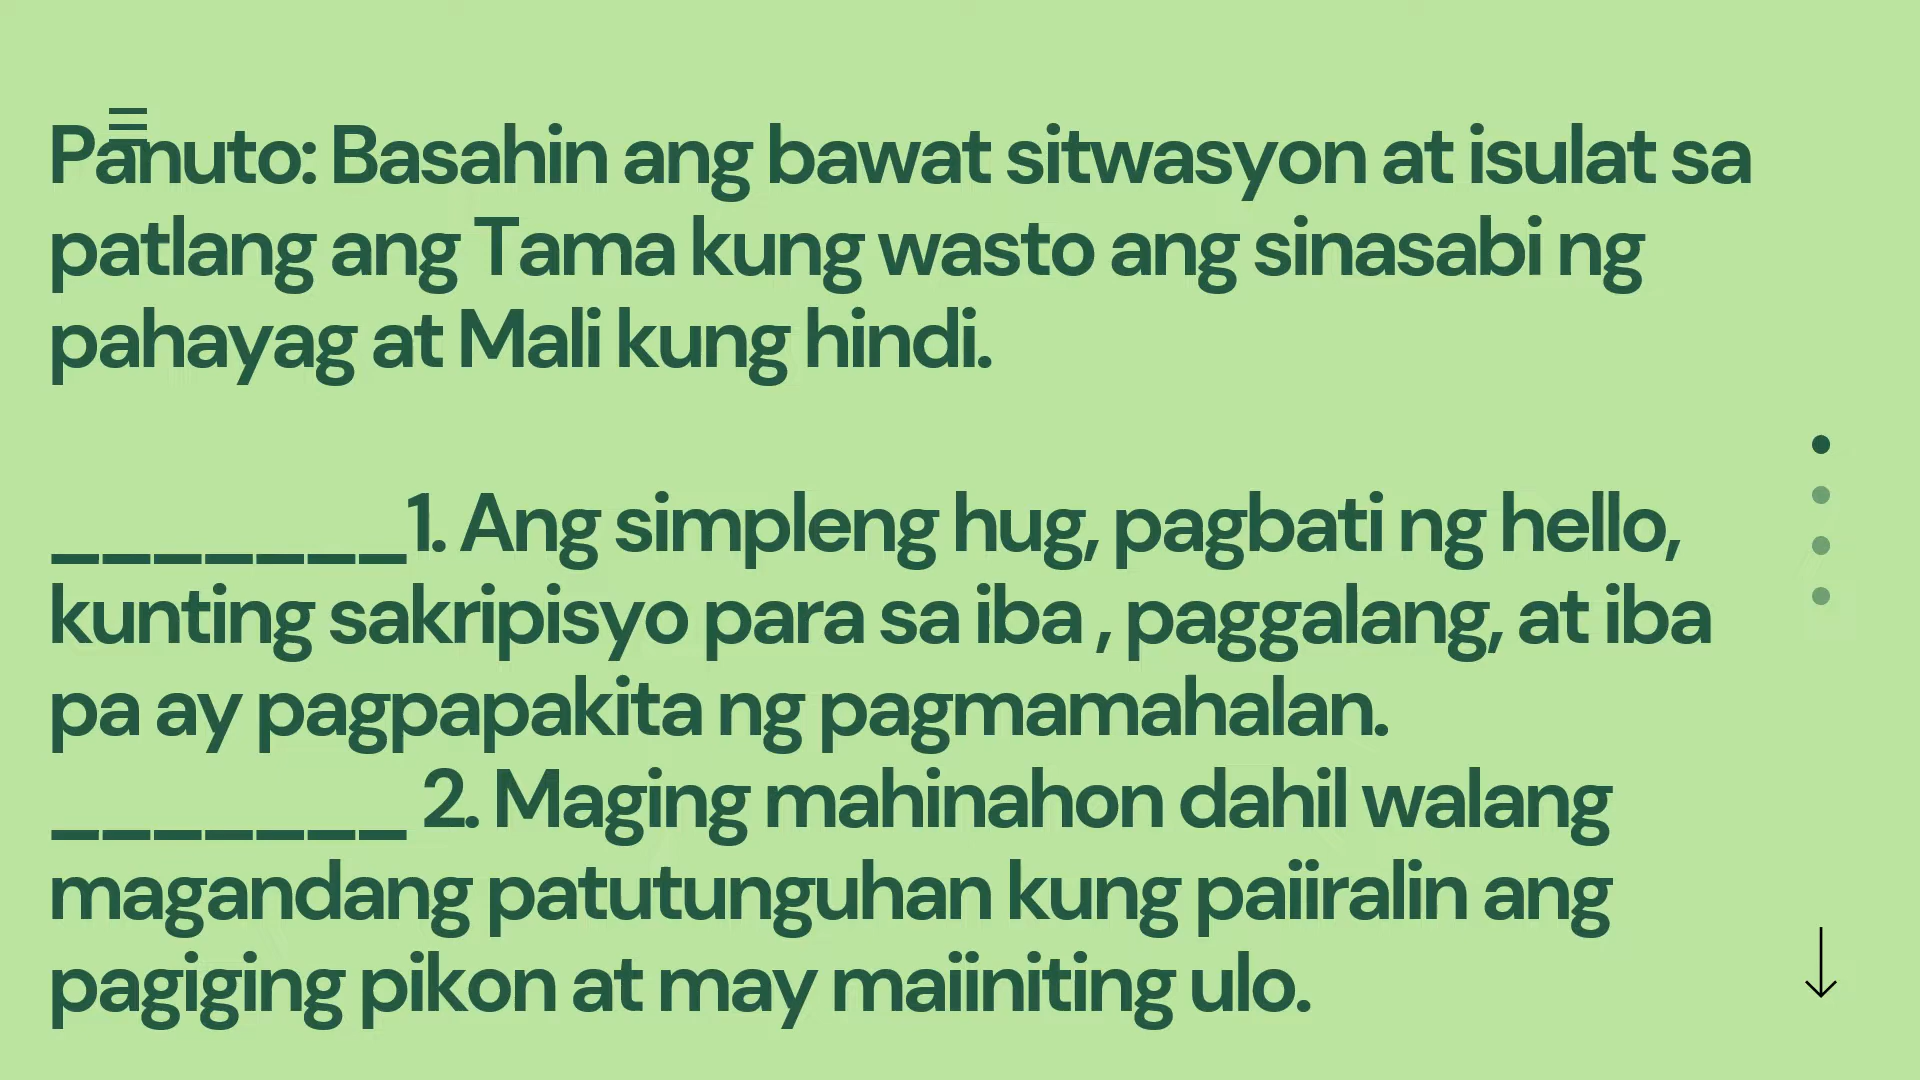 Panuto: Basahin ang bawat sitwasyon at isulat sa
patlang ang Tama kung wasto ang sinasabi ng
pahayag at Mali kung hindi.
_______1. Ang simpleng hug, pagbati ng hello,
kunting sakripisyo para sa iba , paggalang, at iba
pa ay pagpapakita ng pagmamahalan.
_______ 2. Maging mahinahon dahil walang
magandang patutunguhan kung paiiralin ang
pagiging pikon at may maiiniting ulo.